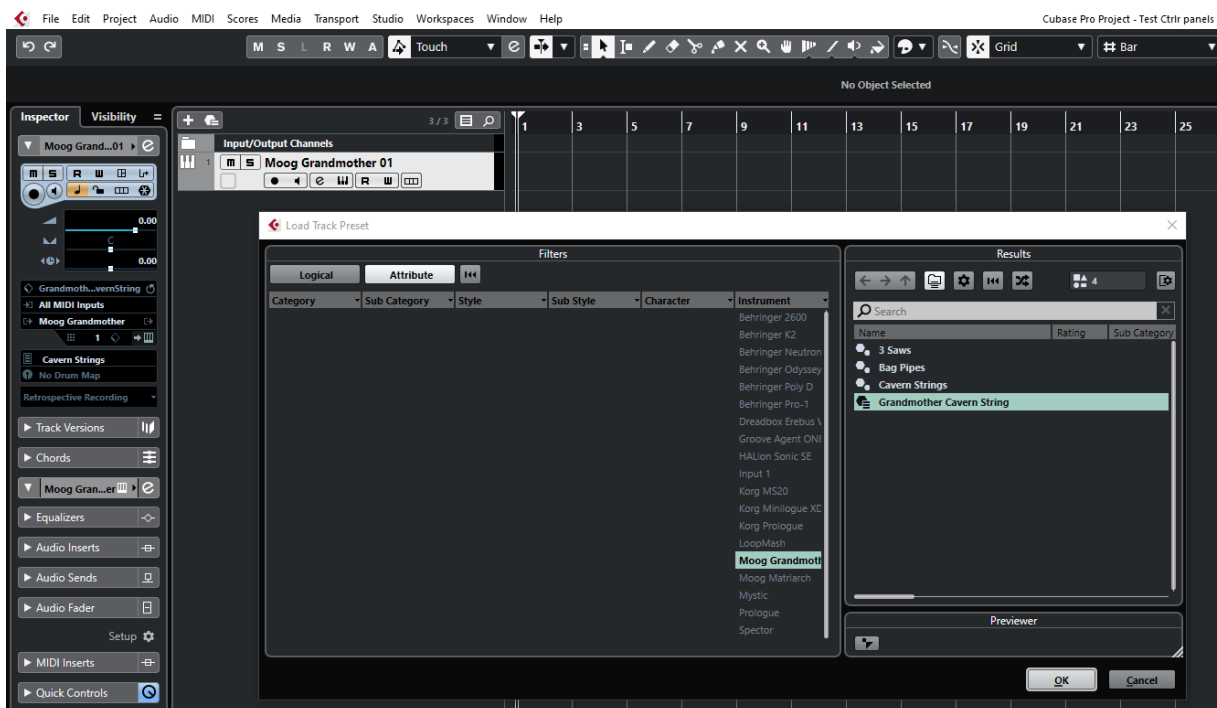 File Edit Project Audio MIDI Scores Media Transport Studio Workspaces Window Help
Cubase Pro Project - Test Ctrlr panels
M S L R W A Touch Grid Bar
No Object Selected
Inspector Visibility
Moog Grand...01
m S R W
0.00
C
0.00
Grandmoth...vernString
All MIDI Inputs
Moog Grandmother
1
Cavern Strings
No Drum Map
Retrospective Recording
Track Versions
Chords
Moog Gran...er
Equalizers
Audio Inserts
Audio Sends
Audio Fader
Setup
MIDI Inserts
Quick Controls
3/3
Input/Output Channels
1 m S Moog Grandmother 01
e R W
1 3 5 7 9 11 13 15 17 19 21 23 25
Load Track Preset
Filters
Logical Attribute
Category Sub Category Style Sub Style Character Instrument
Behringer 2600
Behringer K2
Behringer Neutron
Behringer Odyssey
Behringer Poly D
Behringer Pro-1
Dreadbox Erebus V
Groove Agent ONE
HALion Sonic SE
Input 1
Korg MS20
Korg Minilogue XD
Korg Prologue
LoopMash
Moog Grandmoth
Moog Matriarch
Mystic
Prologue
Spector
Results
4
Search
Name Rating Sub Category
3 Saws
Bag Pipes
Cavern Strings
Grandmother Cavern String
Previewer
OK Cancel